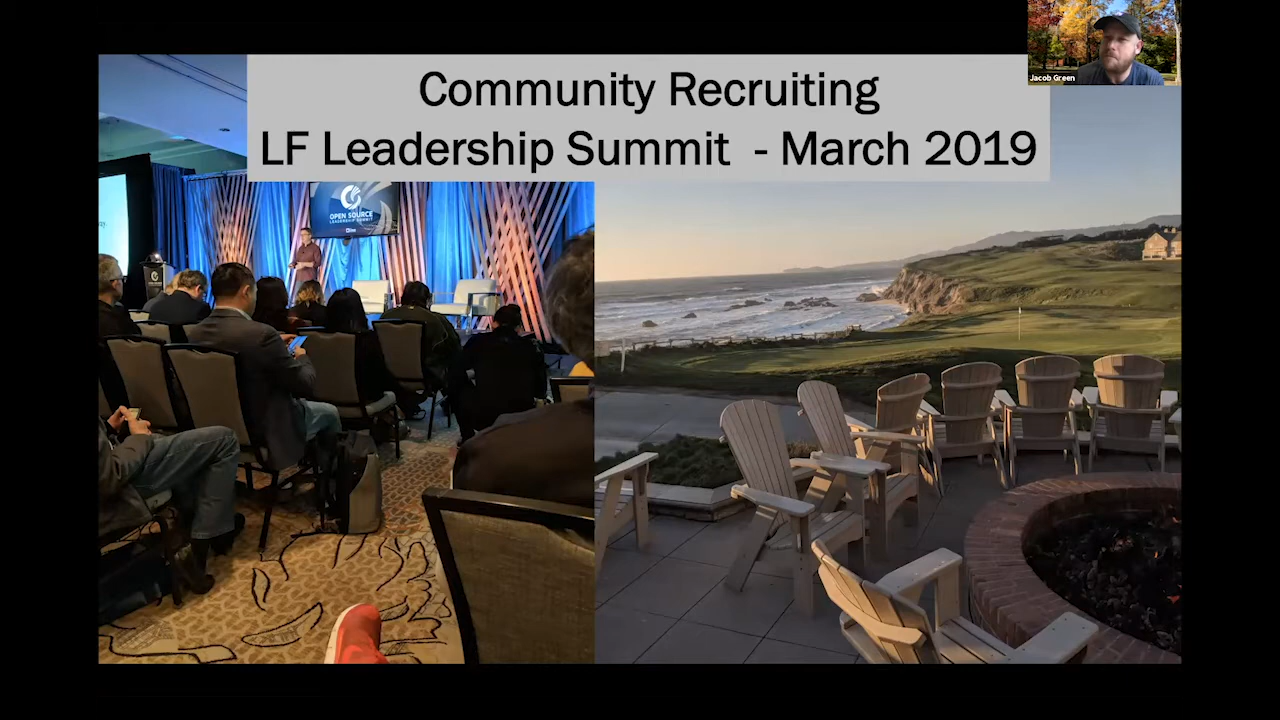 Community Recruiting
LF Leadership Summit - March 2019
Jacob Green
OPEN SOURCE
LEADERSHIP SUMMIT